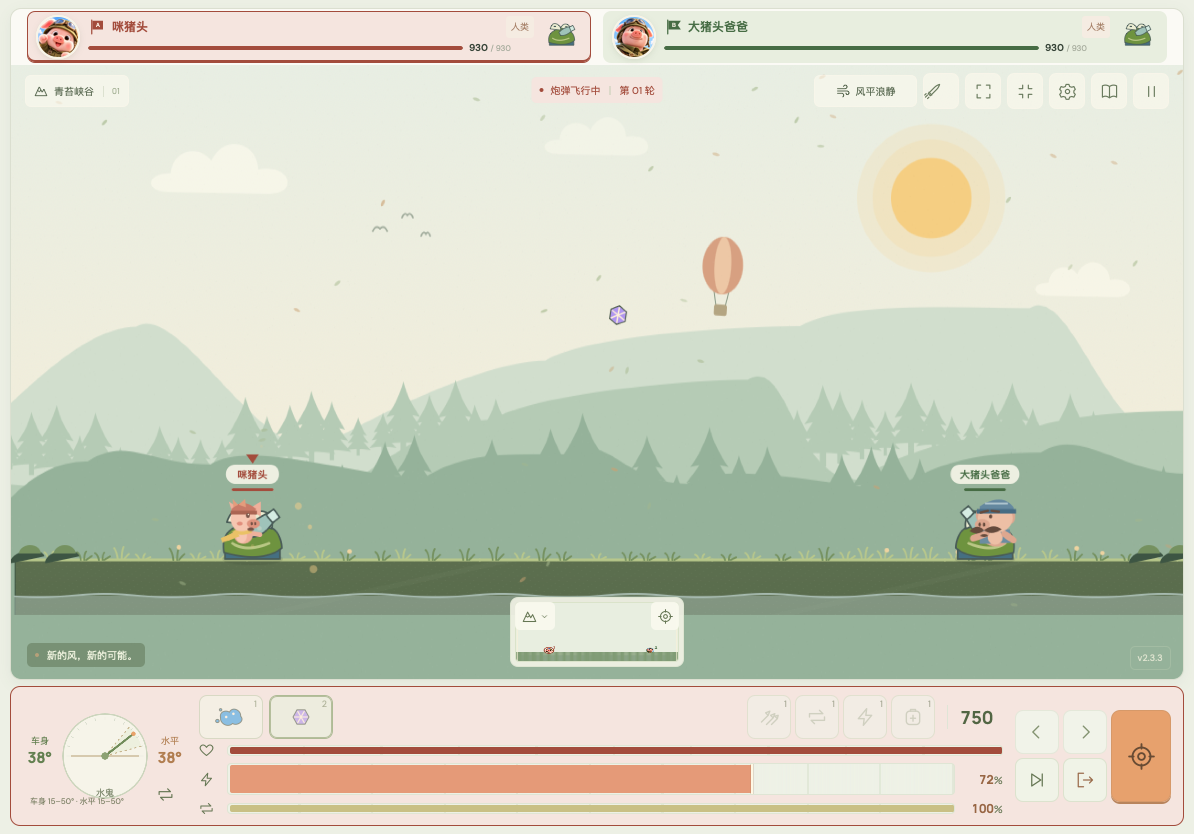 A 咪猪头 人类
930 / 930
B 大猪头爸爸 人类
930 / 930
青苔峡谷 01
炮弹飞行中 第 01 轮
风平浪静
咪猪头
大猪头爸爸
新的风，新的可能。
v2.3.3
车身
38°
水平
38°
水鬼
车身 15–50° · 水平 15–50°
1
2
1
1
1
1
750
72%
100%